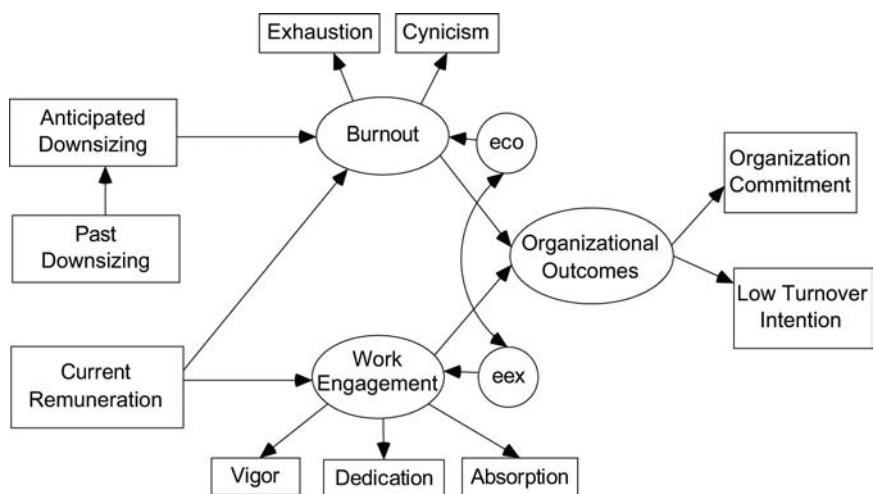 Exhaustion
Cynicism
Anticipated
Downsizing
Burnout
eco
Organization
Commitment
Past
Downsizing
Organizational
Outcomes
Low Turnover
Intention
Current
Remuneration
Work
Engagement
eex
Vigor
Dedication
Absorption